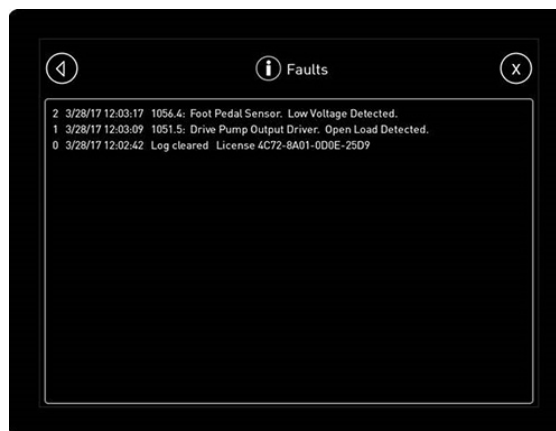 i Faults X
2 3/28/17 12:03:17 1056.4: Foot Pedal Sensor. Low Voltage Detected.
1 3/28/17 12:03:09 1051.5: Drive Pump Output Driver. Open Load Detected.
0 3/28/17 12:02:42 Log cleared License 4C72-8A01-0D0E-25D9